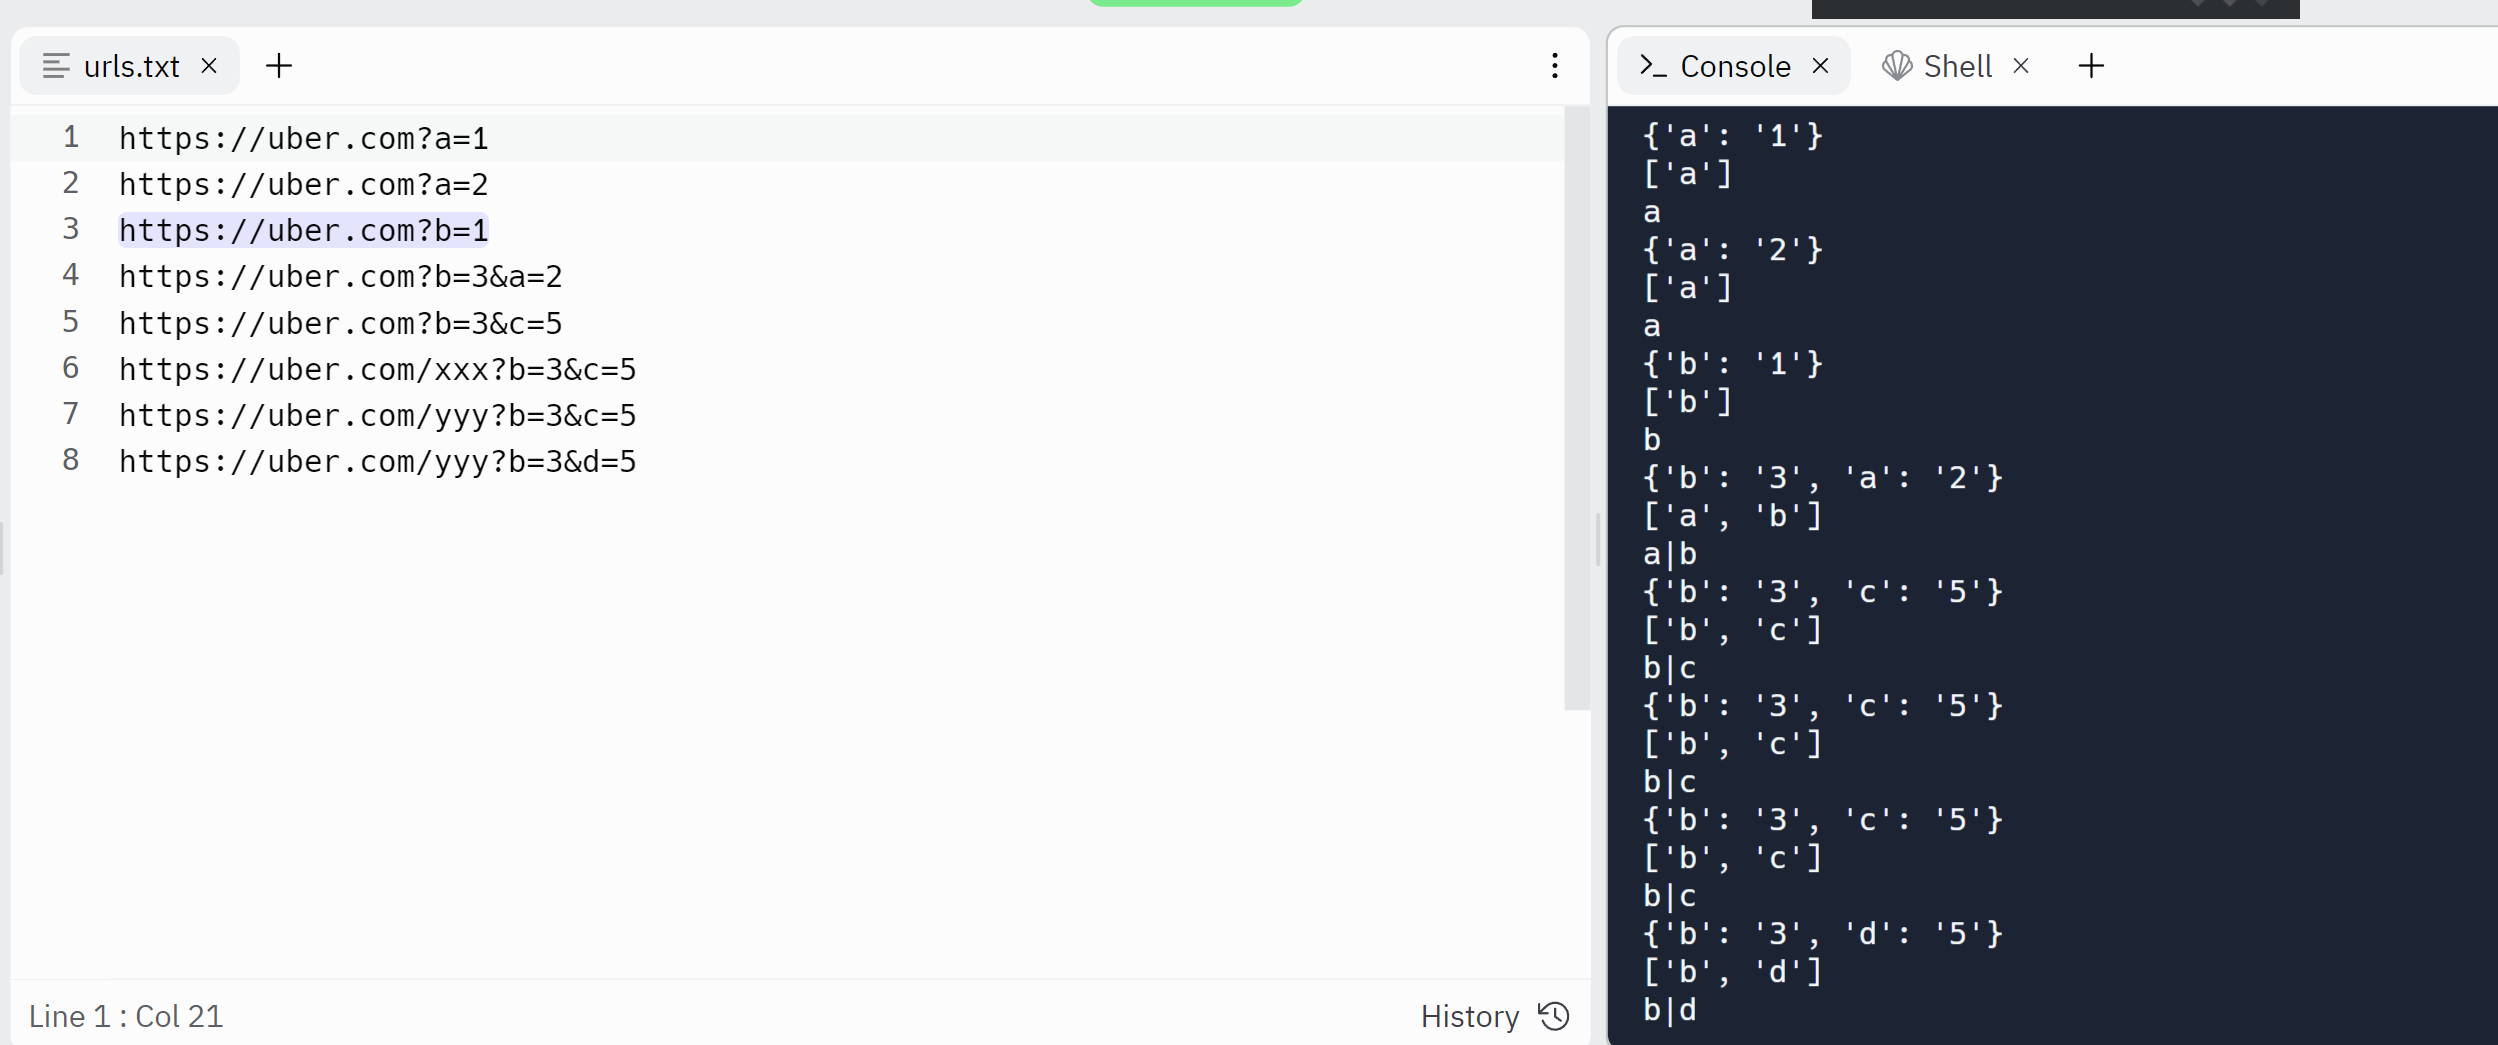 urls.txt
1 https://uber.com?a=1
2 https://uber.com?a=2
3 https://uber.com?b=1
4 https://uber.com?b=3&a=2
5 https://uber.com?b=3&c=5
6 https://uber.com/xxx?b=3&c=5
7 https://uber.com/yyy?b=3&c=5
8 https://uber.com/yyy?b=3&d=5
Line 1 : Col 21
History
Console
Shell
{'a': '1'}
['a']
a
{'a': '2'}
['a']
a
{'b': '1'}
['b']
b
{'b': '3', 'a': '2'}
['a', 'b']
a|b
{'b': '3', 'c': '5'}
['b', 'c']
b|c
{'b': '3', 'c': '5'}
['b', 'c']
b|c
{'b': '3', 'c': '5'}
['b', 'c']
b|c
{'b': '3', 'd': '5'}
['b', 'd']
b|d